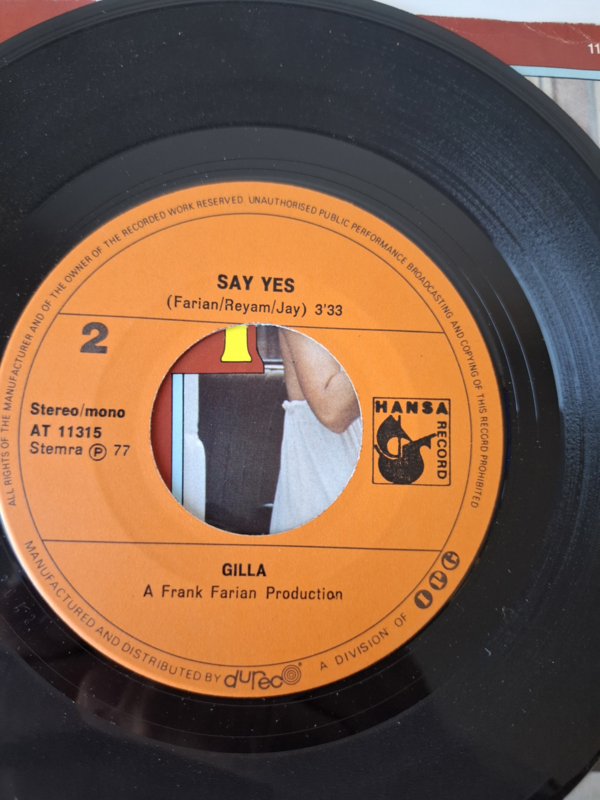 11
ALL RIGHTS OF THE MANUFACTURER AND OF THE OWNER OF THE RECORDED WORK RESERVED. UNAUTHORISED PUBLIC PERFORMANCE BROADCASTING AND COPYING OF THIS RECORD PROHIBITED
SAY YES
(Farian/Reyam/Jay) 3'33
2
Stereo/mono
AT 11315
Stemra Ⓟ 77
HANSA
RECORD
GILLA
A Frank Farian Production
MANUFACTURED AND DISTRIBUTED BY dureco A DIVISION OF